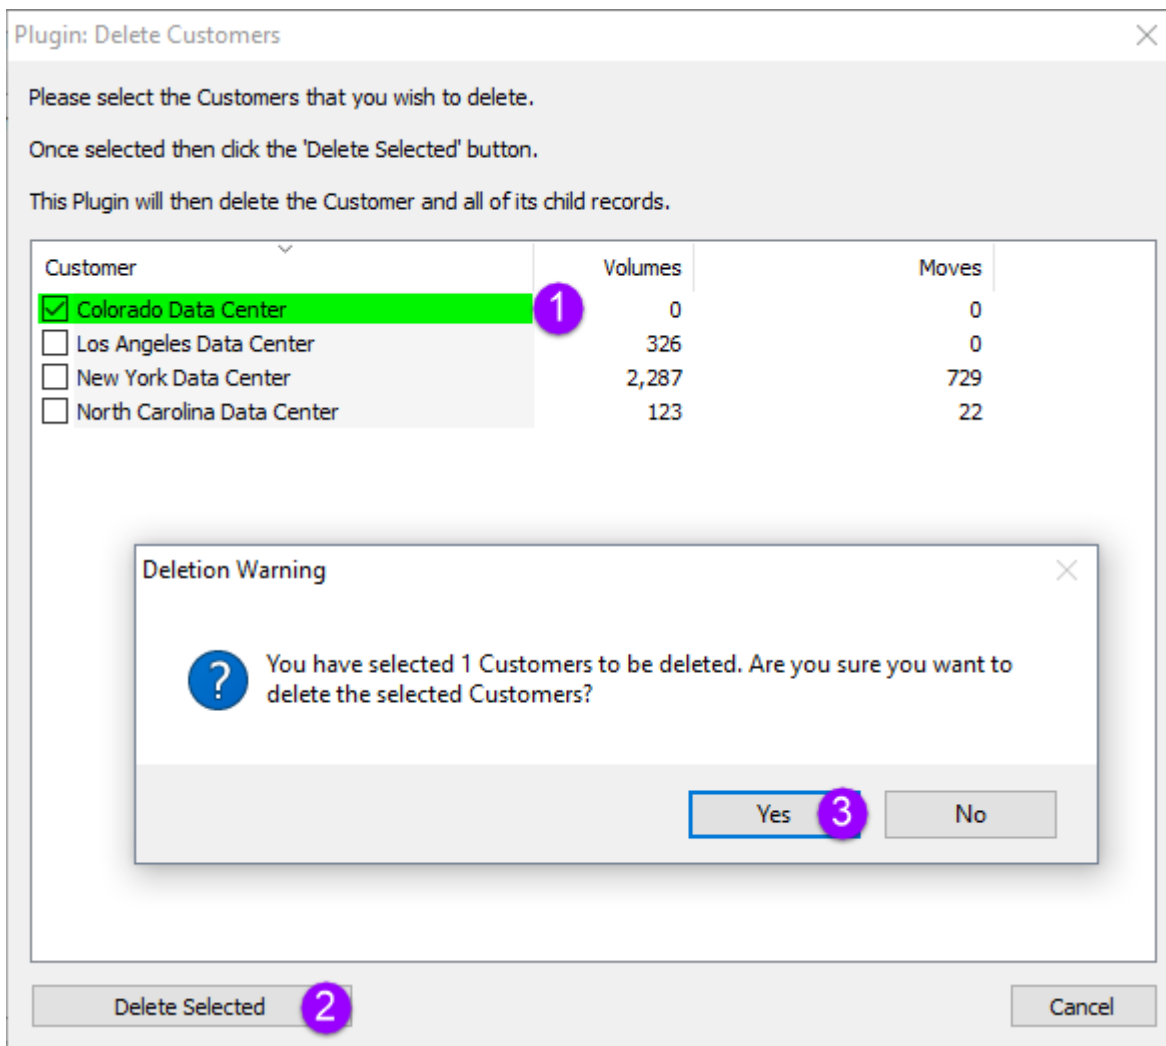 Plugin: Delete Customers
Please select the Customers that you wish to delete.
Once selected then click the 'Delete Selected' button.
This Plugin will then delete the Customer and all of its child records.
Customer Volumes Moves
Colorado Data Center 1 0 0
Los Angeles Data Center 326 0
New York Data Center 2,287 729
North Carolina Data Center 123 22
Deletion Warning
?
You have selected 1 Customers to be deleted. Are you sure you want to
delete the selected Customers?
Yes 3 No
Delete Selected 2 Cancel